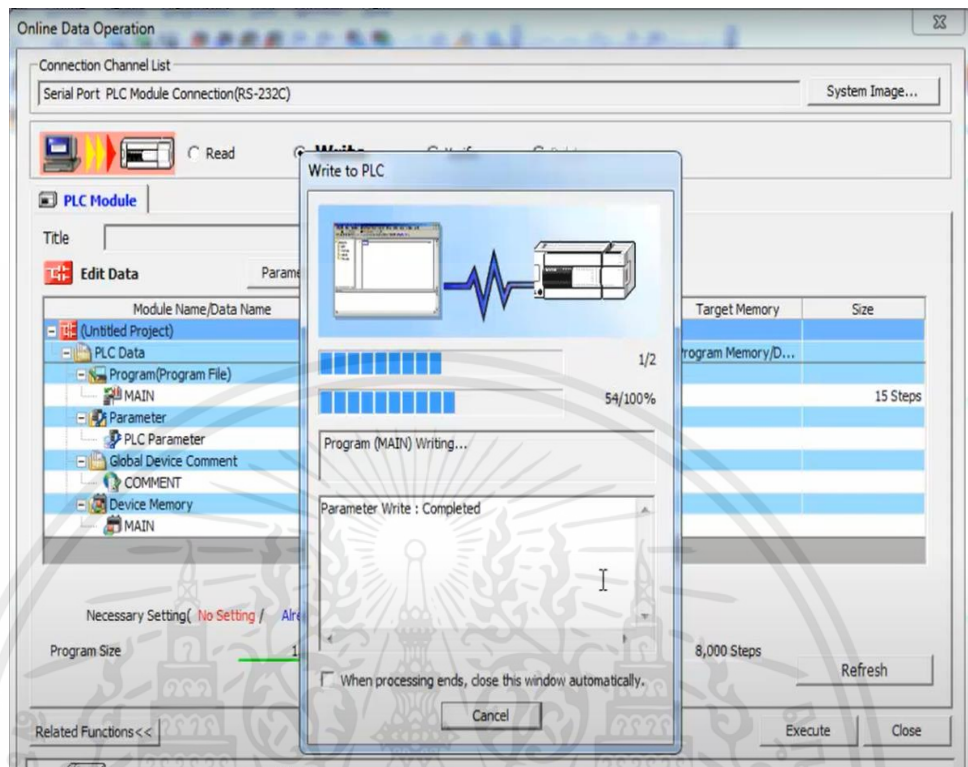 Online Data Operation
Connection Channel List
Serial Port PLC Module Connection(RS-232C)
System Image...
Read
Write to PLC
PLC Module
Title
Edit Data
Parame
Module Name/Data Name
Target Memory
Size
(Untitled Project)
PLC Data
Program Memory/D...
Program(Program File)
MAIN
15 Steps
Parameter
PLC Parameter
Global Device Comment
COMMENT
Device Memory
MAIN
1/2
54/100%
Program (MAIN) Writing...
Parameter Write : Completed
Necessary Setting( No Setting / Alre
Program Size
1
8,000 Steps
Refresh
When processing ends, close this window automatically.
Cancel
Related Functions<<
Execute
Close